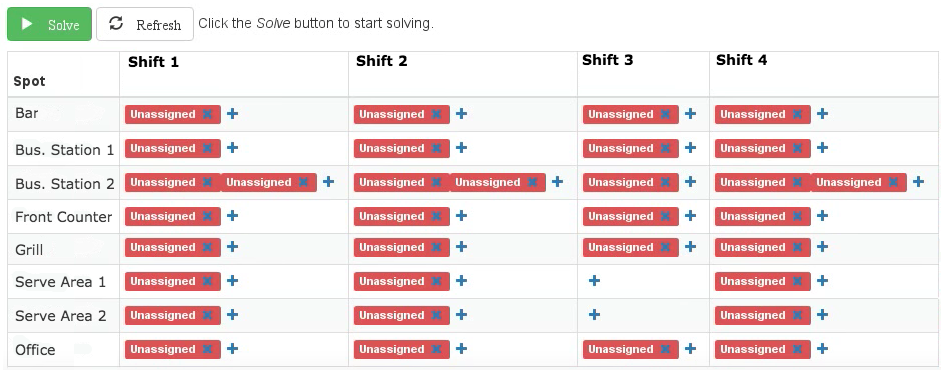 Solve Refresh Click the Solve button to start solving.
Spot Shift 1 Shift 2 Shift 3 Shift 4
Bar Unassigned Unassigned Unassigned Unassigned
Bus. Station 1 Unassigned Unassigned Unassigned Unassigned
Bus. Station 2 Unassigned Unassigned Unassigned Unassigned Unassigned Unassigned Unassigned
Front Counter Unassigned Unassigned Unassigned Unassigned
Grill Unassigned Unassigned Unassigned Unassigned
Serve Area 1 Unassigned Unassigned Unassigned
Serve Area 2 Unassigned Unassigned Unassigned
Office Unassigned Unassigned Unassigned Unassigned